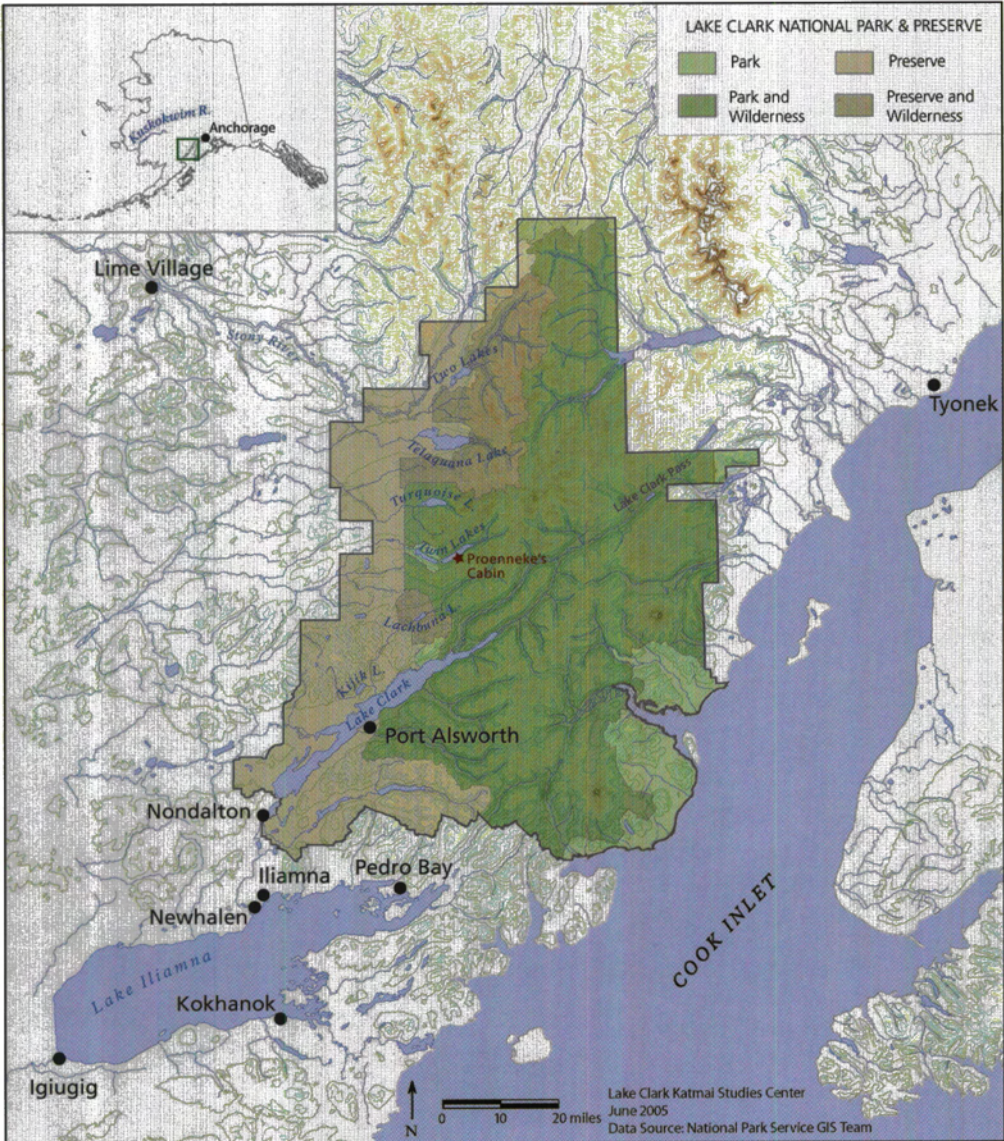 LAKE CLARK NATIONAL PARK & PRESERVE
Park
Preserve
Park and
Wilderness
Preserve and
Wilderness
Kuskokwim R.
Anchorage
Lime Village
Stony River
Two Lakes
Tyonek
Telaquana Lake
Lake Clark Pass
Turquoise L.
Twin Lakes
Proenneke's
Cabin
Lachbuna L.
Kijik L.
Lake Clark
Port Alsworth
Nondalton
Iliamna
Pedro Bay
Newhalen
COOK INLET
Lake Iliamna
Kokhanok
Igiugig
N
0 10 20 miles
Lake Clark Katmai Studies Center
June 2005
Data Source: National Park Service GIS Team